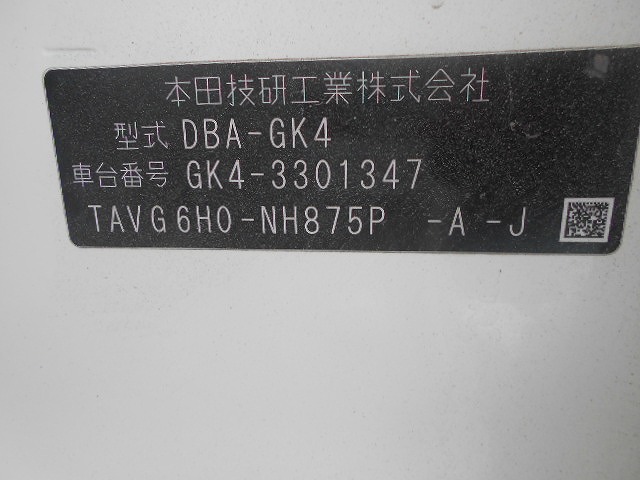 本田技研工業株式会社
型式 DBA-GK4
車台番号 GK4-3301347
TAVG6H0-NH875P -A -J